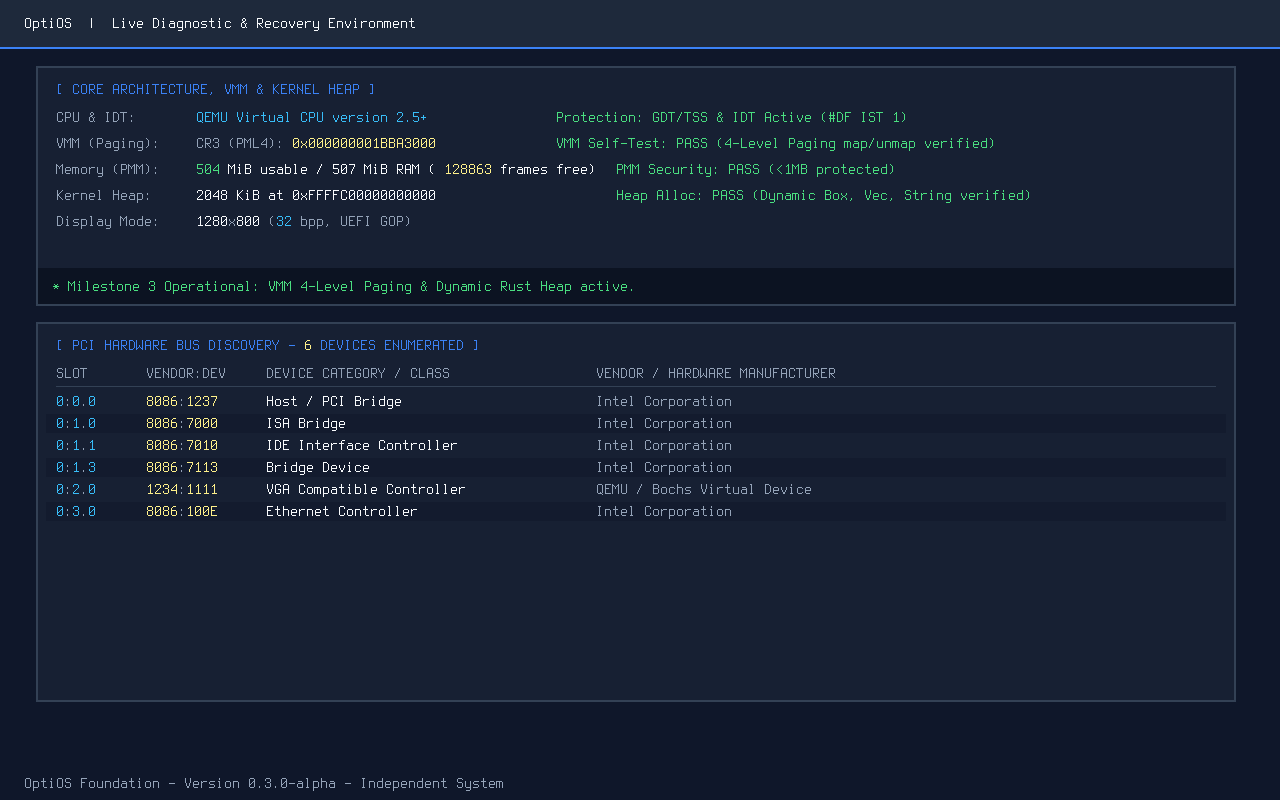 OptiOS | Live Diagnostic & Recovery Environment
[ CORE ARCHITECTURE, VMM & KERNEL HEAP ]
CPU & IDT: QEMU Virtual CPU version 2.5+ Protection: GDT/TSS & IDT Active (#DF IST 1)
VMM (Paging): CR3 (PML4): 0x000000001BBA3000 VMM Self-Test: PASS (4-Level Paging map/unmap verified)
Memory (PMM): 504 MiB usable / 507 MiB RAM ( 128863 frames free) PMM Security: PASS (<1MB protected)
Kernel Heap: 2048 KiB at 0xFFFFC00000000000 Heap Alloc: PASS (Dynamic Box, Vec, String verified)
Display Mode: 1280x800 (32 bpp, UEFI GOP)
* Milestone 3 Operational: VMM 4-Level Paging & Dynamic Rust Heap active.
[ PCI HARDWARE BUS DISCOVERY - 6 DEVICES ENUMERATED ]
SLOT VENDOR:DEV DEVICE CATEGORY / CLASS VENDOR / HARDWARE MANUFACTURER
0:0.0 8086:1237 Host / PCI Bridge Intel Corporation
0:1.0 8086:7000 ISA Bridge Intel Corporation
0:1.1 8086:7010 IDE Interface Controller Intel Corporation
0:1.3 8086:7113 Bridge Device Intel Corporation
0:2.0 1234:1111 VGA Compatible Controller QEMU / Bochs Virtual Device
0:3.0 8086:100E Ethernet Controller Intel Corporation
OptiOS Foundation - Version 0.3.0-alpha - Independent System